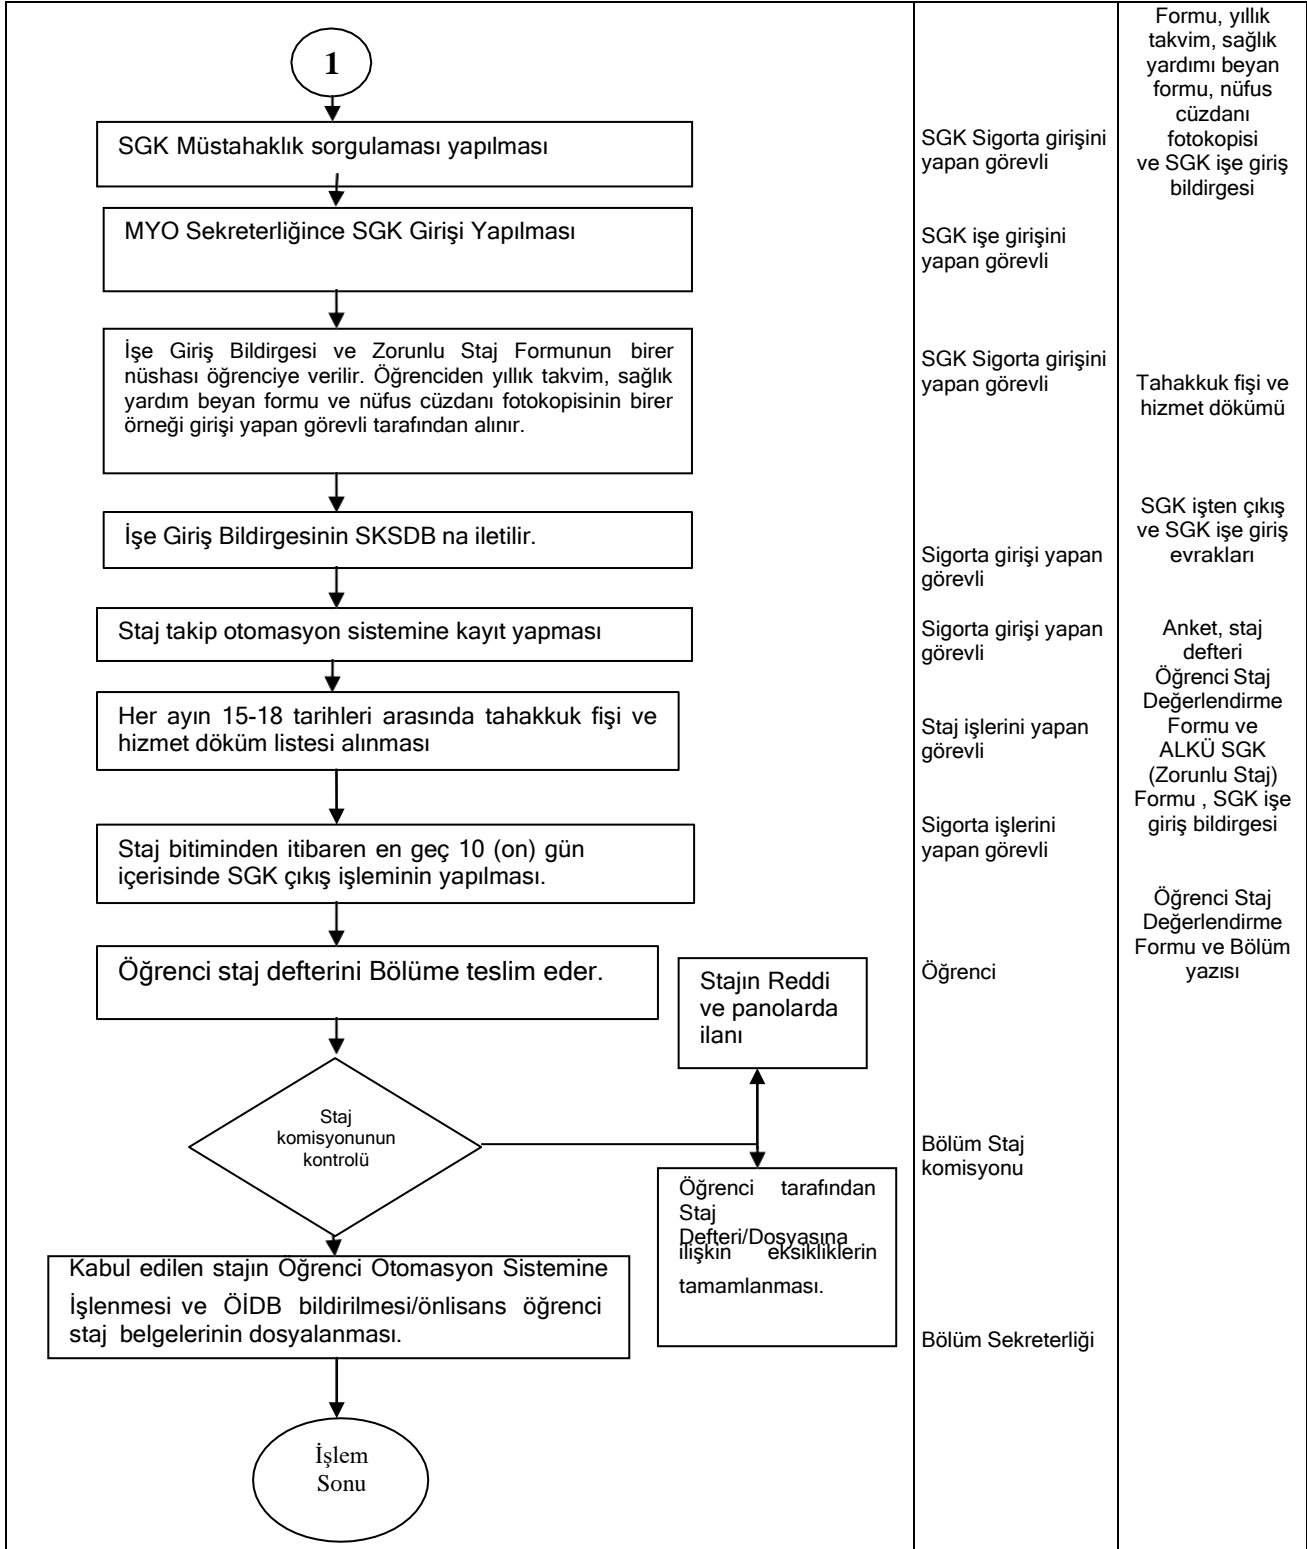 1
SGK Müstahaklık sorgulaması yapılması
MYO Sekreterliğince SGK Girişi Yapılması
İşe Giriş Bildirgesi ve Zorunlu Staj Formunun birer
nüshası öğrenciye verilir. Öğrenciden yıllık takvim, sağlık
yardım beyan formu ve nüfus cüzdanı fotokopisinin birer
örneği girişi yapan görevli tarafından alınır.
İşe Giriş Bildirgesinin SKSDB na iletilir.
Staj takip otomasyon sistemine kayıt yapması
Her ayın 15-18 tarihleri arasında tahakkuk fişi ve
hizmet döküm listesi alınması
Staj bitiminden itibaren en geç 10 (on) gün
içerisinde SGK çıkış işleminin yapılması.
Öğrenci staj defterini Bölüme teslim eder.
Stajın Reddi
ve panolarda
ilanı
Staj
komisyonunun
kontrolü
Öğrenci tarafından
Staj
Defteri/Dosyasına
ilişkin eksikliklerin
tamamlanması.
Kabul edilen stajın Öğrenci Otomasyon Sistemine
İşlenmesi ve ÖİDB bildirilmesi/önlisans öğrenci
staj belgelerinin dosyalanması.
İşlem
Sonu
SGK Sigorta girişini
yapan görevli
SGK işe girişini
yapan görevli
SGK Sigorta girişini
yapan görevli
Sigorta girişi yapan
görevli
Sigorta girişi yapan
görevli
Staj işlerini yapan
görevli
Sigorta işlerini
yapan görevli
Öğrenci
Bölüm Staj
komisyonu
Bölüm Sekreterliği
Formu, yıllık
takvim, sağlık
yardımı beyan
formu, nüfus
cüzdanı
fotokopisi
ve SGK işe giriş
bildirgesi
Tahakkuk fişi ve
hizmet dökümü
SGK işten çıkış
ve SGK işe giriş
evrakları
Anket, staj
defteri
Öğrenci Staj
Değerlendirme
Formu ve
ALKÜ SGK
(Zorunlu Staj)
Formu , SGK işe
giriş bildirgesi
Öğrenci Staj
Değerlendirme
Formu ve Bölüm
yazısı